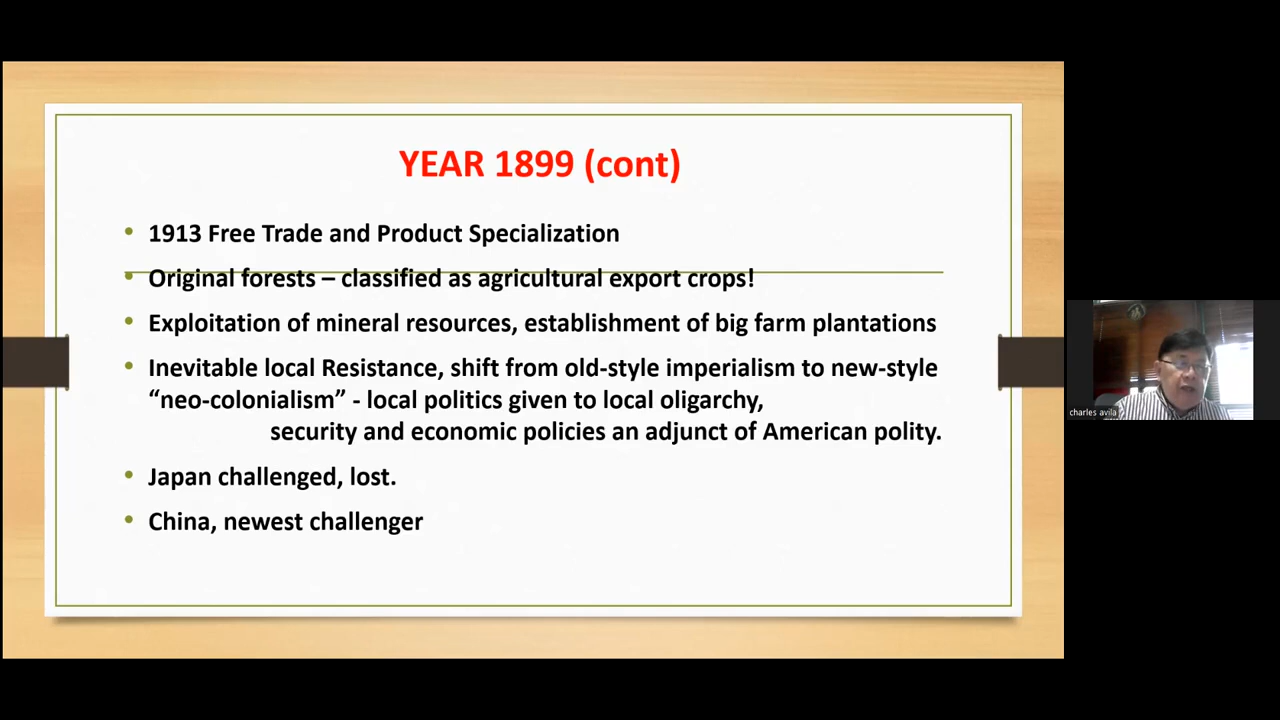 YEAR 1899 (cont)
• 1913 Free Trade and Product Specialization
• Original forests – classified as agricultural export crops!
• Exploitation of mineral resources, establishment of big farm plantations
• Inevitable local Resistance, shift from old-style imperialism to new-style
“neo-colonialism” - local politics given to local oligarchy,
security and economic policies an adjunct of American polity.
• Japan challenged, lost.
• China, newest challenger
charles avila